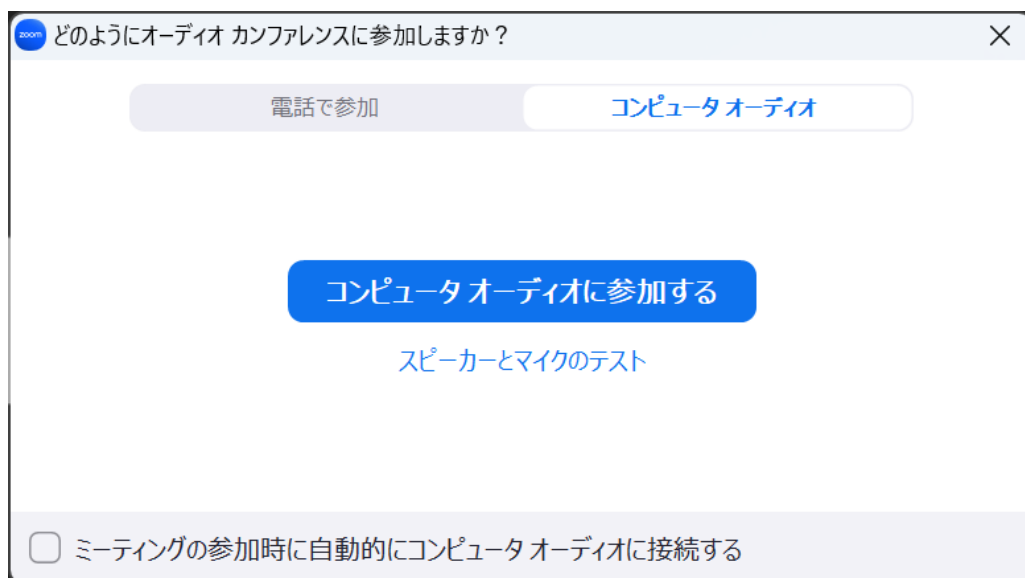 zoom どのようにオーディオ カンファレンスに参加しますか？
電話で参加 コンピュータ オーディオ
コンピュータ オーディオに参加する
スピーカーとマイクのテスト
ミーティングの参加時に自動的にコンピュータ オーディオに接続する